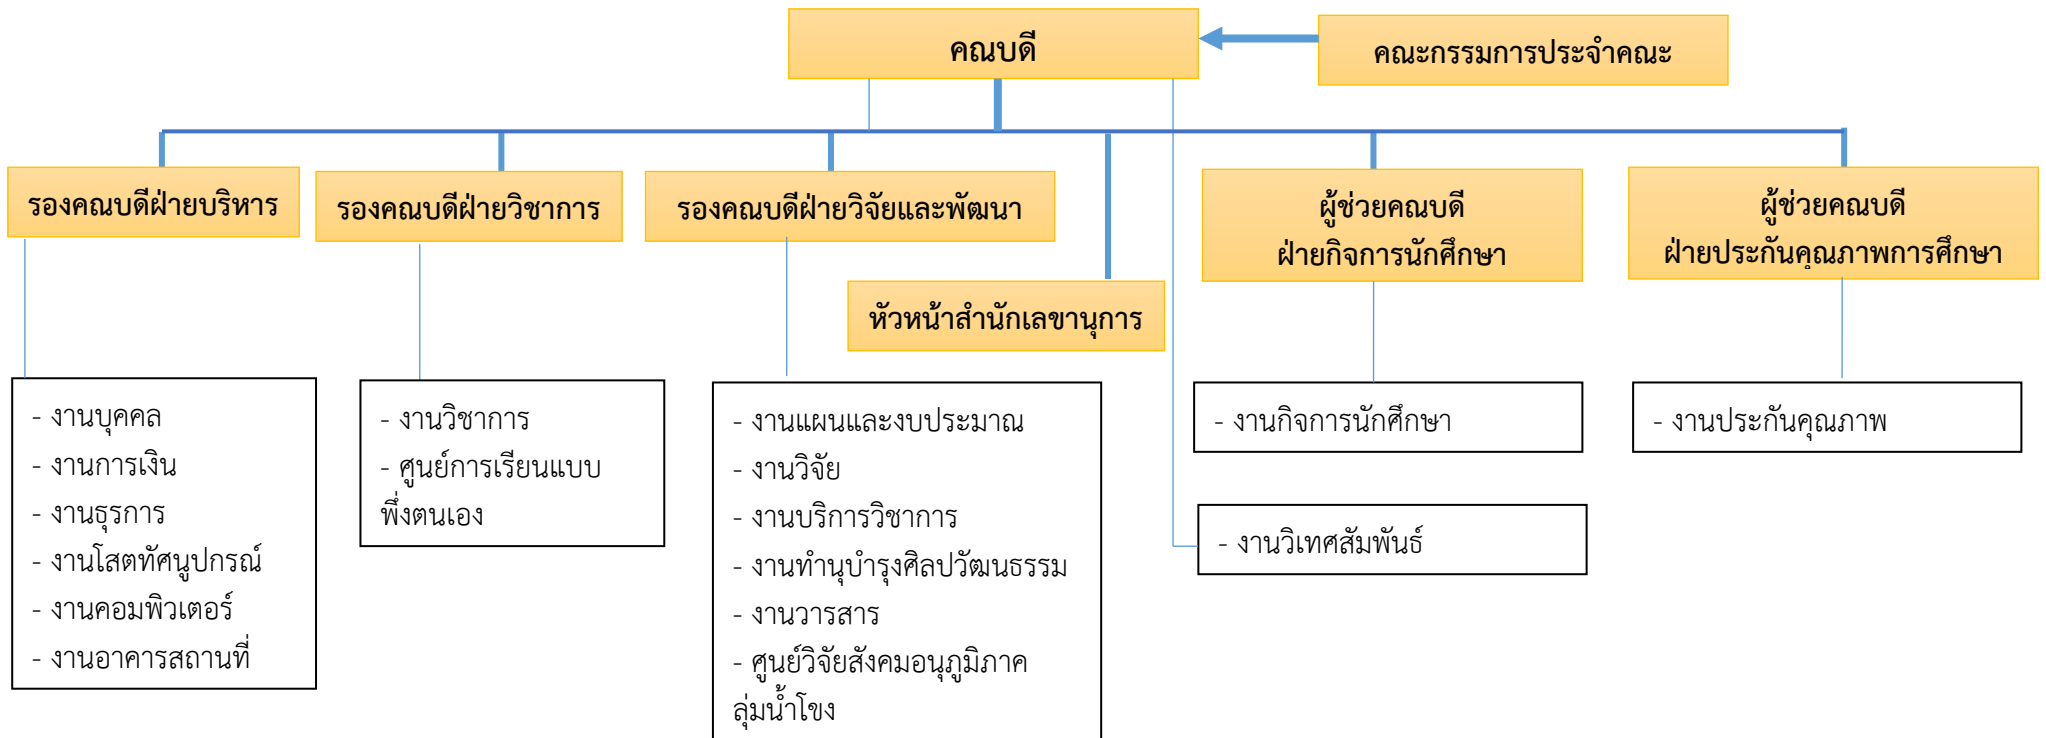 คณบดี
คณะกรรมการประจำคณะ
รองคณบดีฝ่ายบริหาร
รองคณบดีฝ่ายวิชาการ
รองคณบดีฝ่ายวิจัยและพัฒนา
ผู้ช่วยคณบดี
ฝ่ายกิจการนักศึกษา
ผู้ช่วยคณบดี
ฝ่ายประกันคุณภาพการศึกษา
หัวหน้าสำนักเลขานุการ
- งานบุคคล
- งานการเงิน
- งานธุรการ
- งานโสตทัศนูปกรณ์
- งานคอมพิวเตอร์
- งานอาคารสถานที่
- งานวิชาการ
- ศูนย์การเรียนแบบ
พึ่งตนเอง
- งานแผนและงบประมาณ
- งานวิจัย
- งานบริการวิชาการ
- งานทำนุบำรุงศิลปวัฒนธรรม
- งานวารสาร
- ศูนย์วิจัยสังคมอนุภูมิภาค
ลุ่มน้ำโขง
- งานกิจการนักศึกษา
- งานวิเทศสัมพันธ์
- งานประกันคุณภาพ